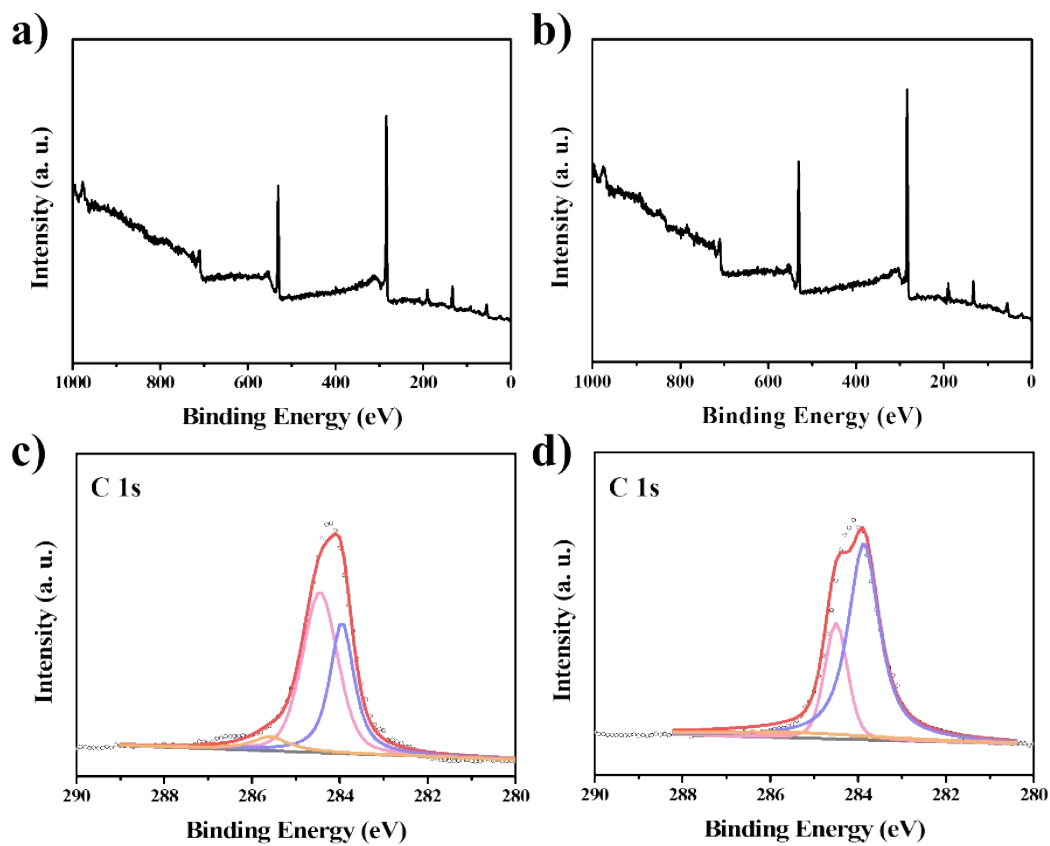 a)
Intensity (a. u.)
1000 800 600 400 200 0
Binding Energy (eV)
b)
Intensity (a. u.)
1000 800 600 400 200 0
Binding Energy (eV)
c)
C 1s
Intensity (a. u.)
290 288 286 284 282 280
Binding Energy (eV)
d)
C 1s
Intensity (a. u.)
290 288 286 284 282 280
Binding Energy (eV)